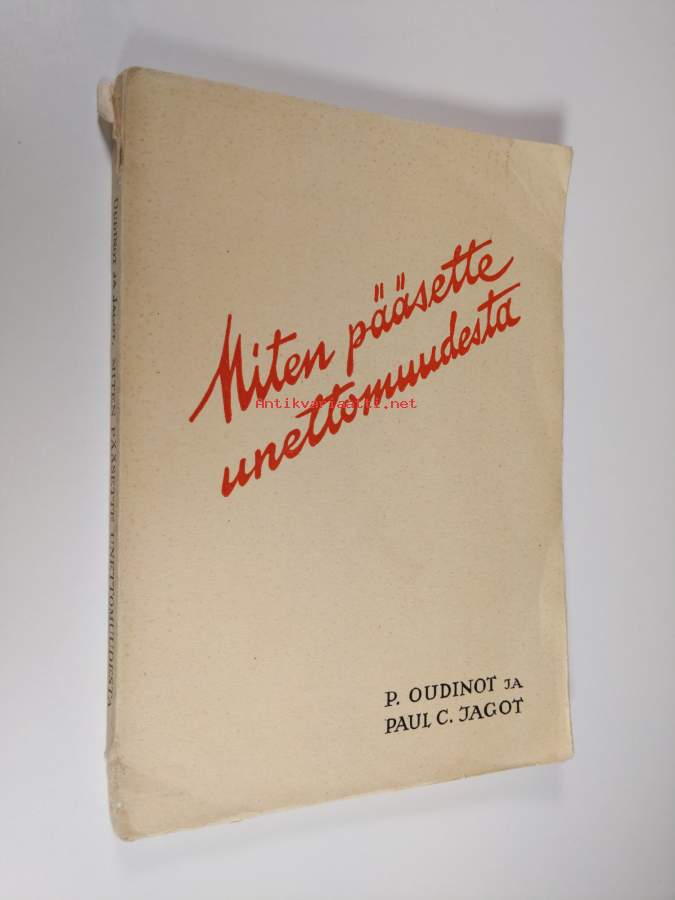 Miten pääsette
unettomuudesta
Antikvariaatti.net
P. OUDINOT JA
PAUL C. JAGOT
OUDINOT JA JAGOT, MITEN PÄÄSETTE UNETTOMUUDESTA